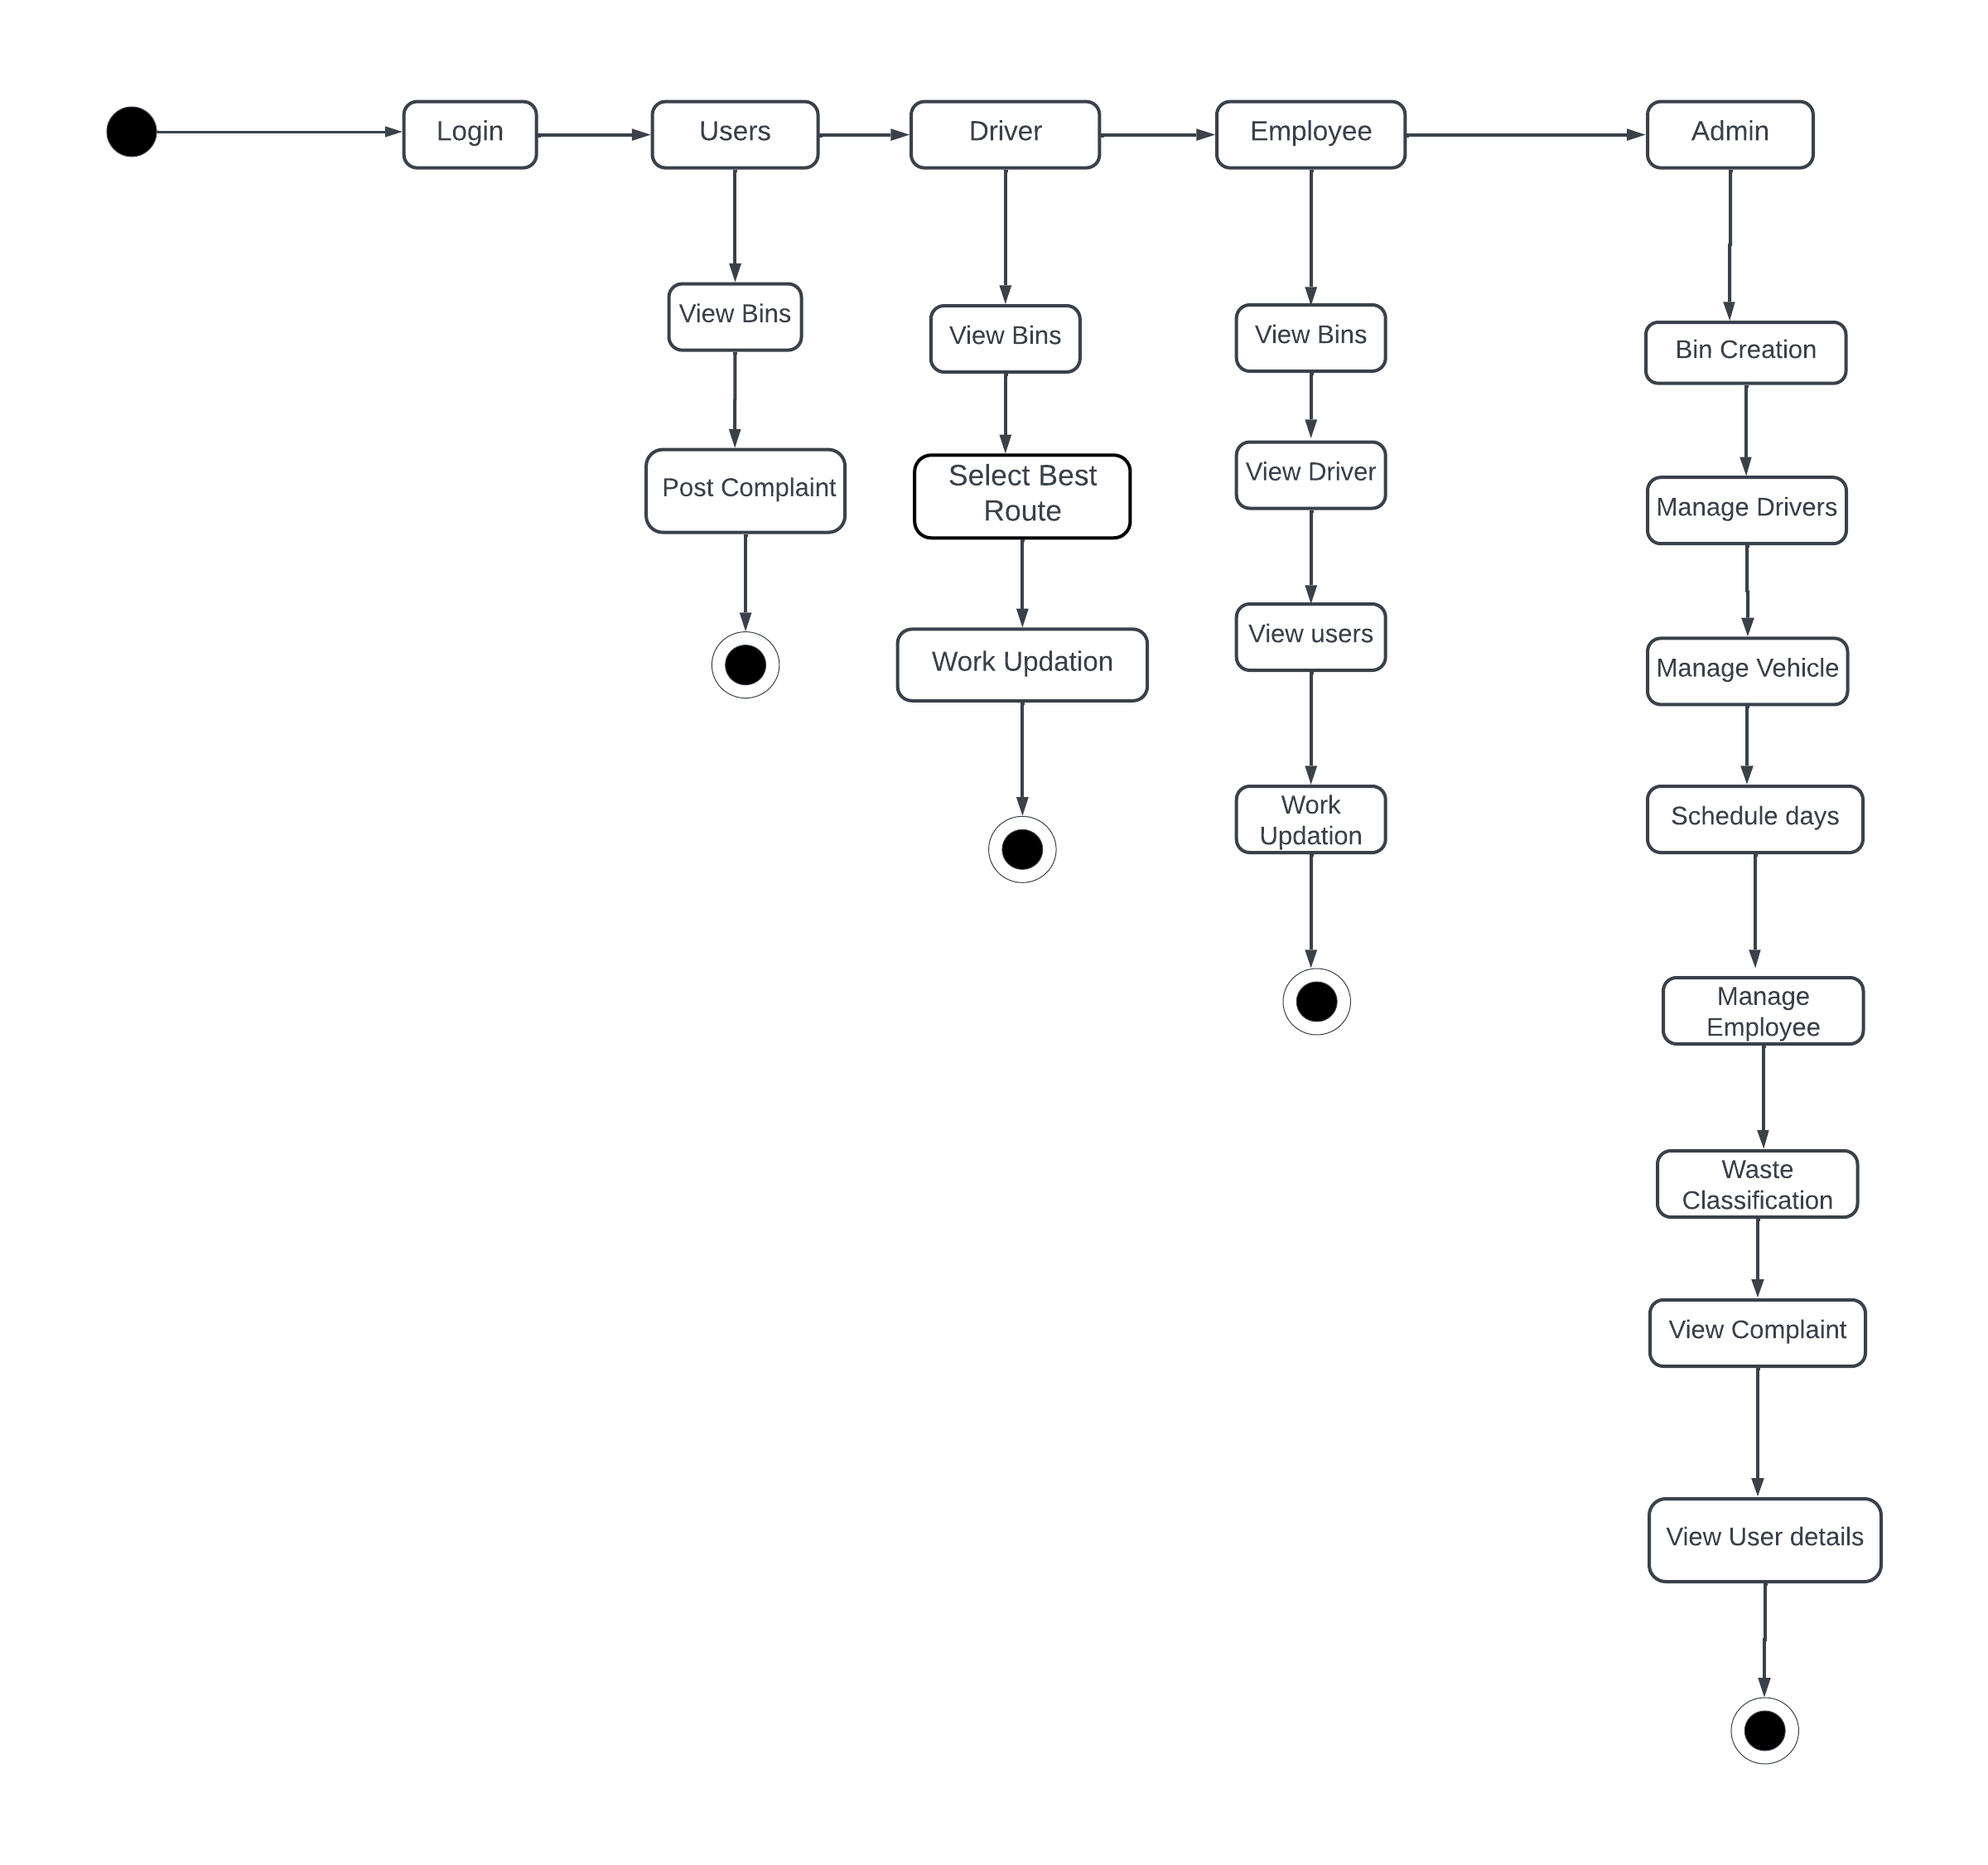 Login
Users
Driver
Employee
Admin
View Bins
Post Complaint
View Bins
Select Best
Route
Work Updation
View Bins
View Driver
View users
Work
Updation
Bin Creation
Manage Drivers
Manage Vehicle
Schedule days
Manage
Employee
Waste
Classification
View Complaint
View User details